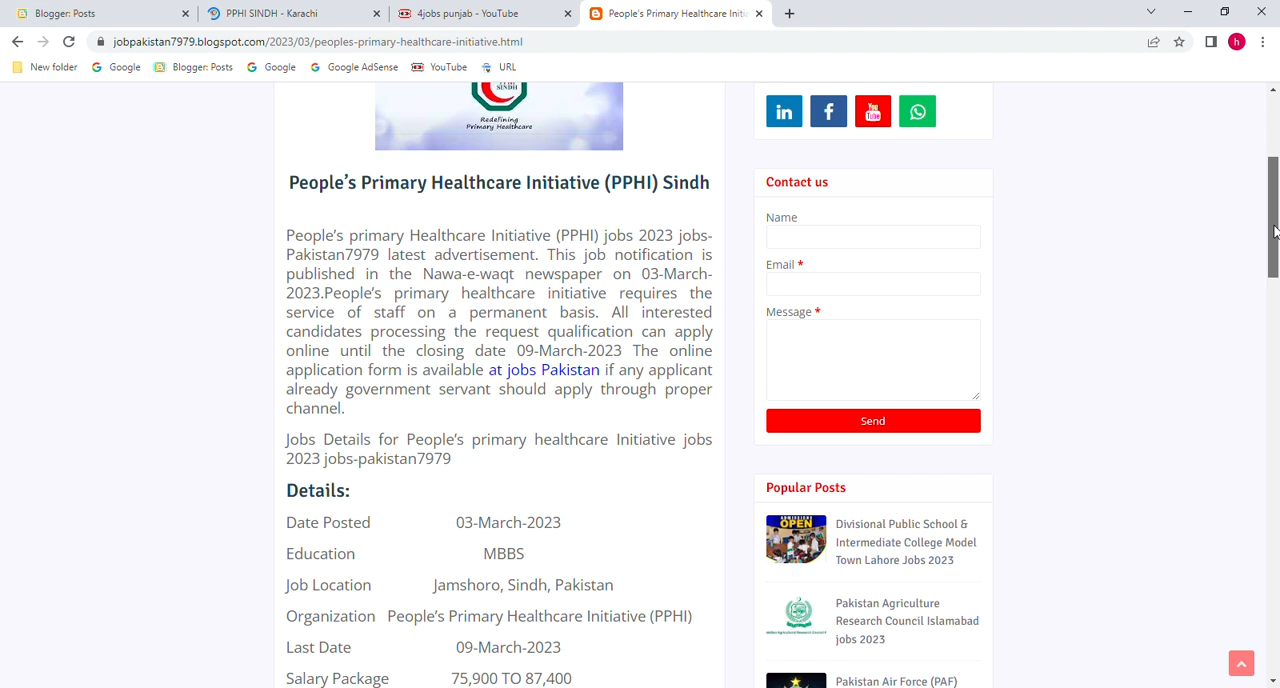 Blogger: Posts
PPHI SINDH - Karachi
4jobs punjab - YouTube
People's Primary Healthcare Initia
jobpakistan7979.blogspot.com/2023/03/peoples-primary-healthcare-initiative.html
h
New folder
Google
Blogger: Posts
Google
Google AdSense
YouTube
URL
SINDH
Redefining
Primary Healthcare
People's Primary Healthcare Initiative (PPHI) Sindh
People's primary Healthcare Initiative (PPHI) jobs 2023 jobs-
Pakistan7979 latest advertisement. This job notification is
published in the Nawa-e-waqt newspaper on 03-March-
2023.People's primary healthcare initiative requires the
service of staff on a permanent basis. All interested
candidates processing the request qualification can apply
online until the closing date 09-March-2023 The online
application form is available at jobs Pakistan if any applicant
already government servant should apply through proper
channel.
Jobs Details for People's primary healthcare Initiative jobs
2023 jobs-pakistan7979
Details:
Date Posted 03-March-2023
Education MBBS
Job Location Jamshoro, Sindh, Pakistan
Organization People's Primary Healthcare Initiative (PPHI)
Last Date 09-March-2023
Salary Package 75,900 TO 87,400
in
f
You
Tube
Contact us
Name
Email *
Message *
Send
Popular Posts
ADMISSIONS
OPEN
Divisional Public School &
Intermediate College Model
Town Lahore Jobs 2023
Pakistan Agriculture
Research Council Islamabad
jobs 2023
Pakistan Air Force (PAF)